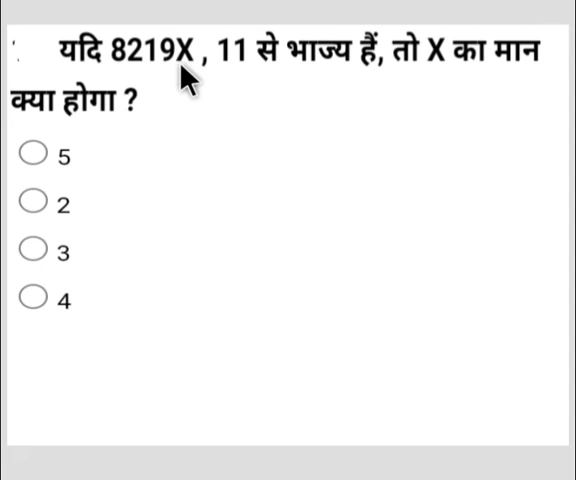 यदि 8219X , 11 से भाज्य हैं, तो X का मान
क्या होगा ?
5
2
3
4